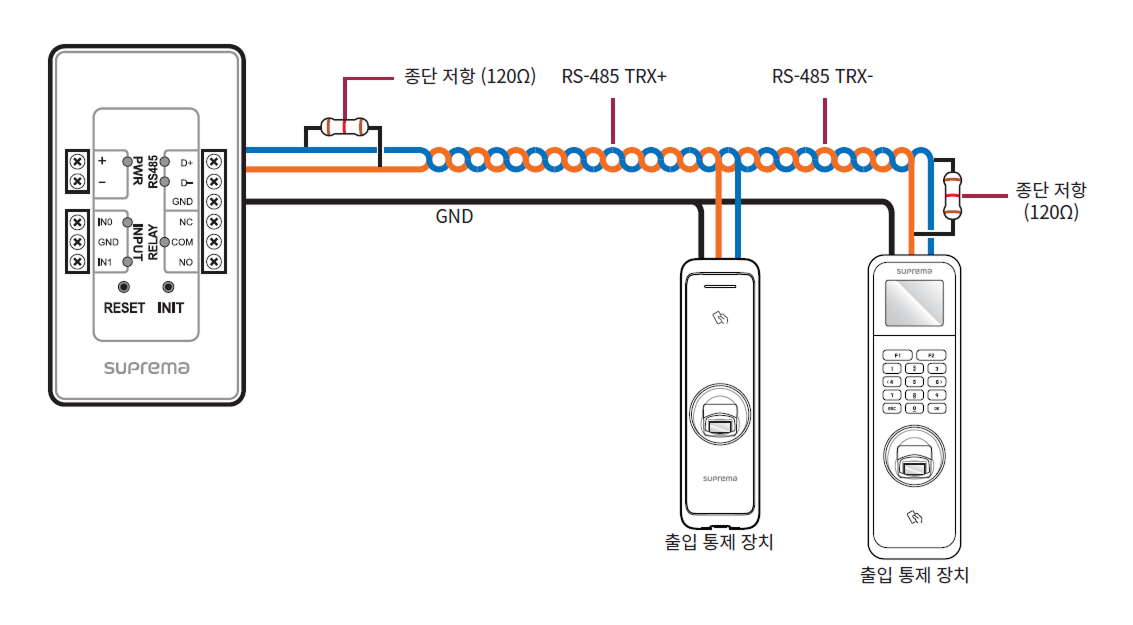 종단 저항 (120Ω)
RS-485 TRX+
RS-485 TRX-
+
−
PWR
RS485
D+
D−
GND
IN0
GND
IN1
INPUT
RELAY
NC
COM
NO
RESET
INIT
suprema
GND
종단 저항
(120Ω)
suprema
출입 통제 장치
suprema
F1 F2
1 2 3
<4 5 6>
7 8 9
ESC 0 OK
출입 통제 장치